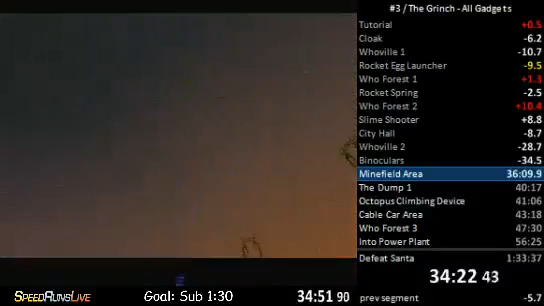 #3 / The Grinch - All Gadgets
Tutorial +0.5
Cloak -6.2
Whoville 1 -10.7
Rocket Egg Launcher -9.5
Who Forest 1 +1.3
Rocket Spring -2.5
Who Forest 2 +10.4
Slime Shooter +8.8
City Hall -8.7
Whoville 2 -28.7
Binoculars -34.5
Minefield Area 36:09.9
The Dump 1 40:17
Octopus Climbing Device 41:06
Cable Car Area 43:18
Who Forest 3 47:30
Into Power Plant 56:25
Defeat Santa 1:33:37
34:22 43
prev segment -5.7
SPEEDRUNSLIVE Goal: Sub 1:30 34:51 90